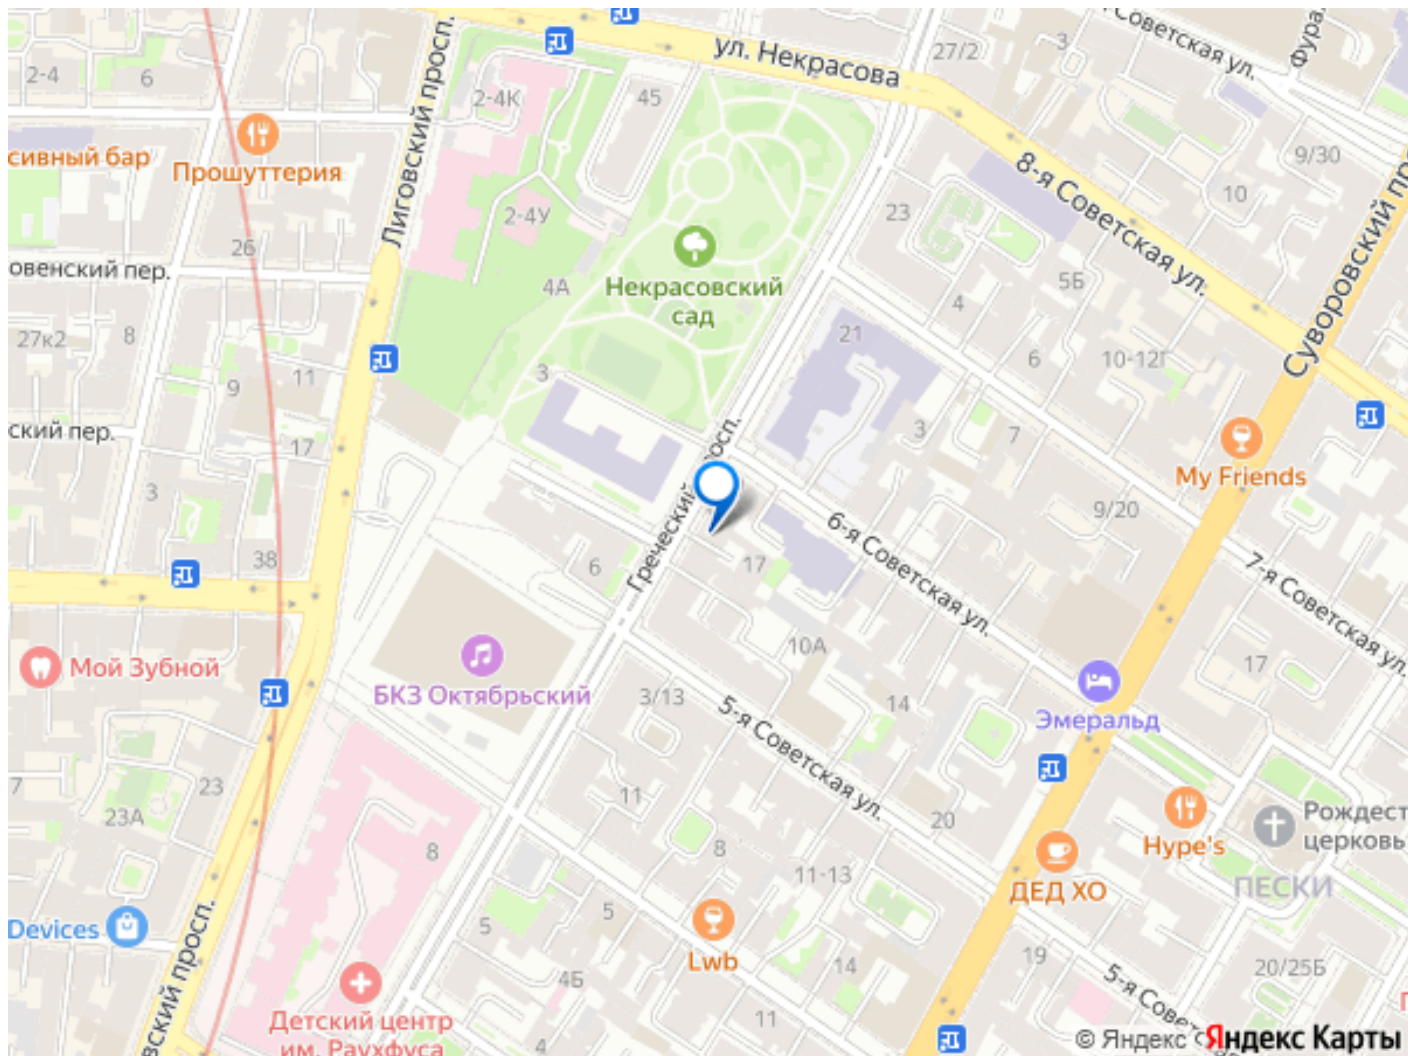 Советская ул.
Фура
27/2
3
ул. Некрасова
Лиговский просп.
2-4
6
2-4К
45
сивный бар
Прошуттерия
8-я Советская ул.
9/30
10
Суворовский про
2-4У
23
26
Некрасовский
сад
овенский пер.
4А
5Б
4
27к2
8
21
6
10-12Г
9
11
3
3
7
ский пер.
17
просп.
My Friends
3
9/20
Греческий
6-я Советская ул.
38
6
17
7-я Советская ул.
10А
17
Мой Зубной
БКЗ Октябрьский
3/13
5-я Советская ул.
14
Эмеральд
7
23
23А
11
20
Hype's
Рождест
церковь
8
8
11-13
ДЕД ХО
ПЕСКИ
Devices
5
5
Lwb
14
19
20/25Б
вский просп.
4Б
5-я Совет
Детский центр
им. Раухфуса
11
4
© Яндекс Яндекс Карты